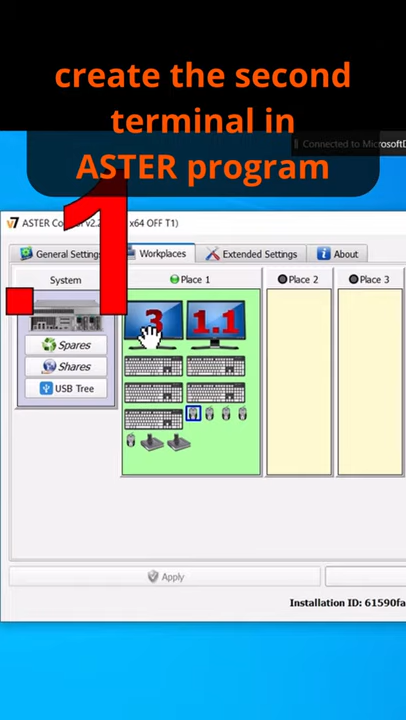 create the second
terminal in
ASTER program
Connected to Microsoft
ASTER Co
v2.2
x64 OFF T1)
.1
General Settings
Workplaces
Extended Settings
About
System
Place 1
Place 2
Place 3
3
1.1
Spares
Shares
USB Tree
Apply
Installation ID: 61590fa